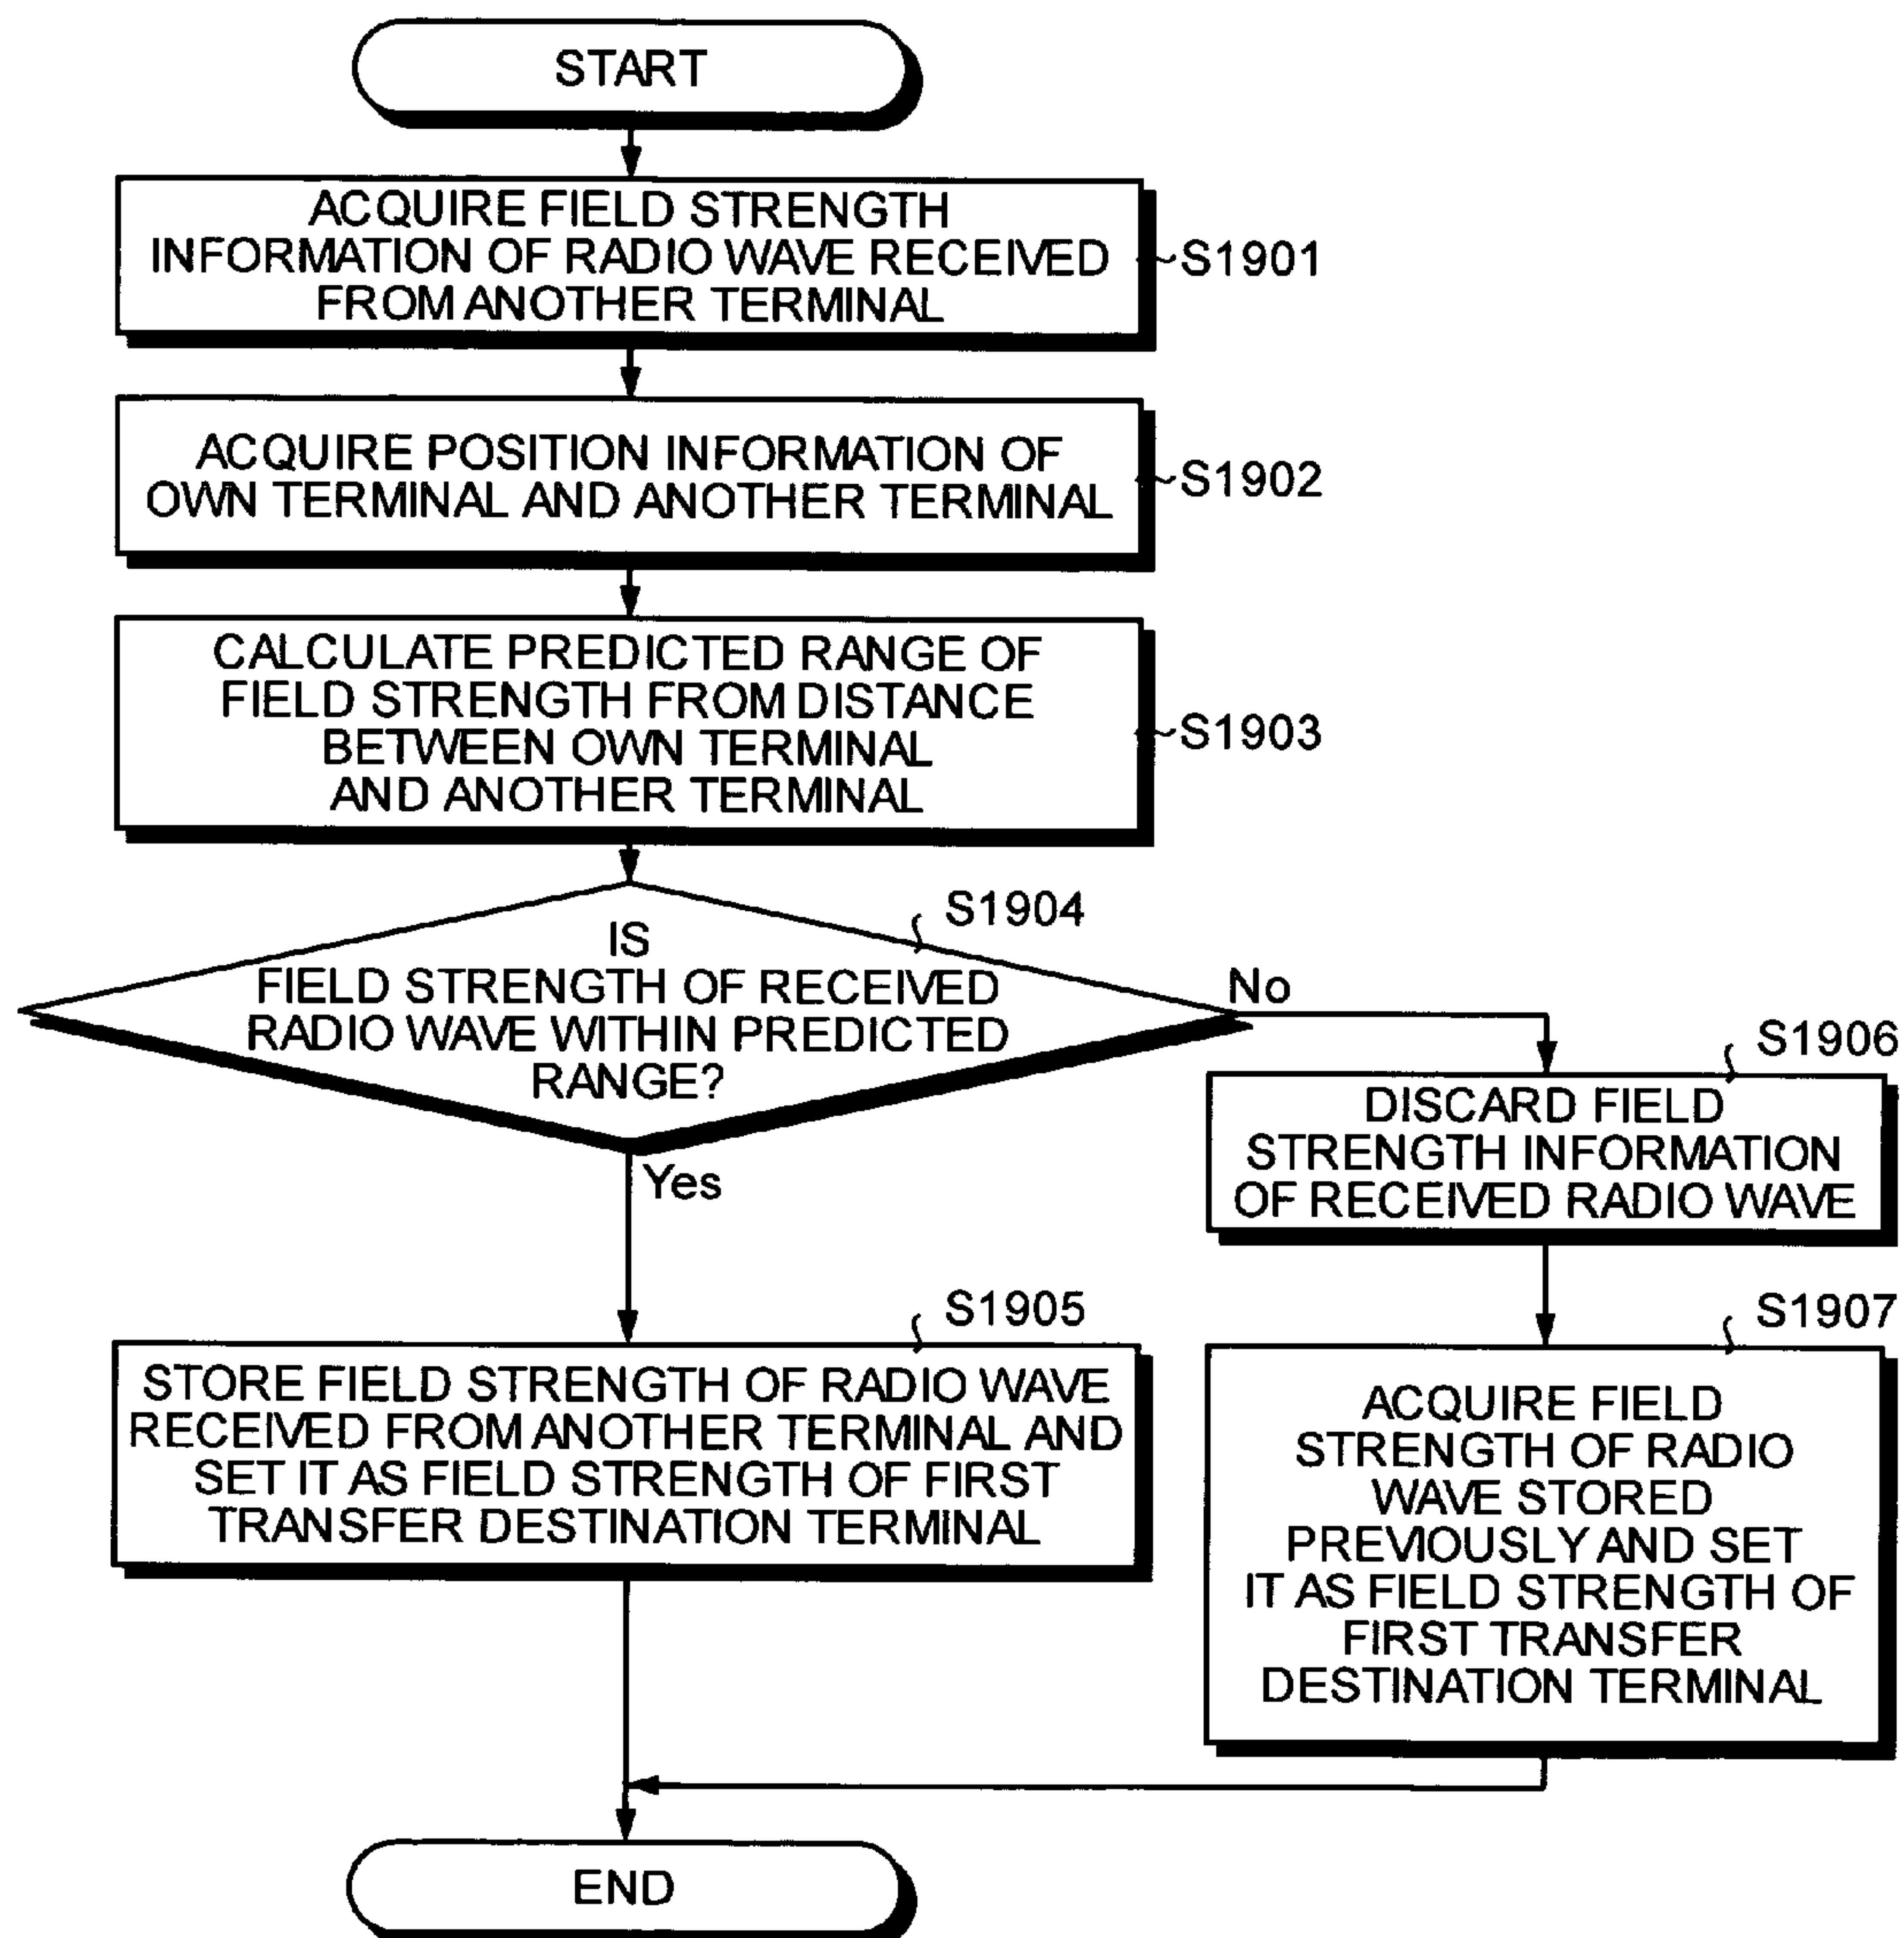 START
ACQUIRE FIELD STRENGTH
INFORMATION OF RADIO WAVE RECEIVED
FROM ANOTHER TERMINAL
S1901
ACQUIRE POSITION INFORMATION OF
OWN TERMINAL AND ANOTHER TERMINAL
S1902
CALCULATE PREDICTED RANGE OF
FIELD STRENGTH FROM DISTANCE
BETWEEN OWN TERMINAL
AND ANOTHER TERMINAL
S1903
S1904
IS
FIELD STRENGTH OF RECEIVED
RADIO WAVE WITHIN PREDICTED
RANGE?
No
Yes
S1906
DISCARD FIELD
STRENGTH INFORMATION
OF RECEIVED RADIO WAVE
S1905
STORE FIELD STRENGTH OF RADIO WAVE
RECEIVED FROM ANOTHER TERMINAL AND
SET IT AS FIELD STRENGTH OF FIRST
TRANSFER DESTINATION TERMINAL
S1907
ACQUIRE FIELD
STRENGTH OF RADIO
WAVE STORED
PREVIOUSLY AND SET
IT AS FIELD STRENGTH OF
FIRST TRANSFER
DESTINATION TERMINAL
END